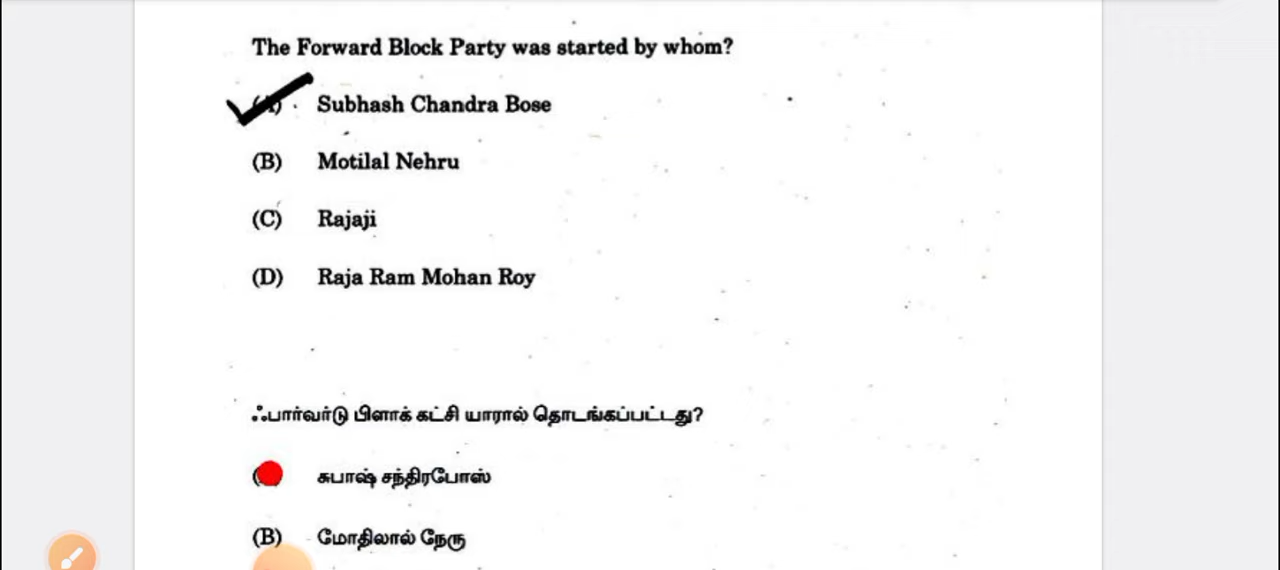 The Forward Block Party was started by whom?
(A) Subhash Chandra Bose
(B) Motilal Nehru
(C) Rajaji
(D) Raja Ram Mohan Roy
ஃபார்வர்டு பிளாக் கட்சி யாரால் தொடங்கப்பட்டது?
சுபாஷ் சந்திரபோஸ்
(B) மோதிலால் நேரு